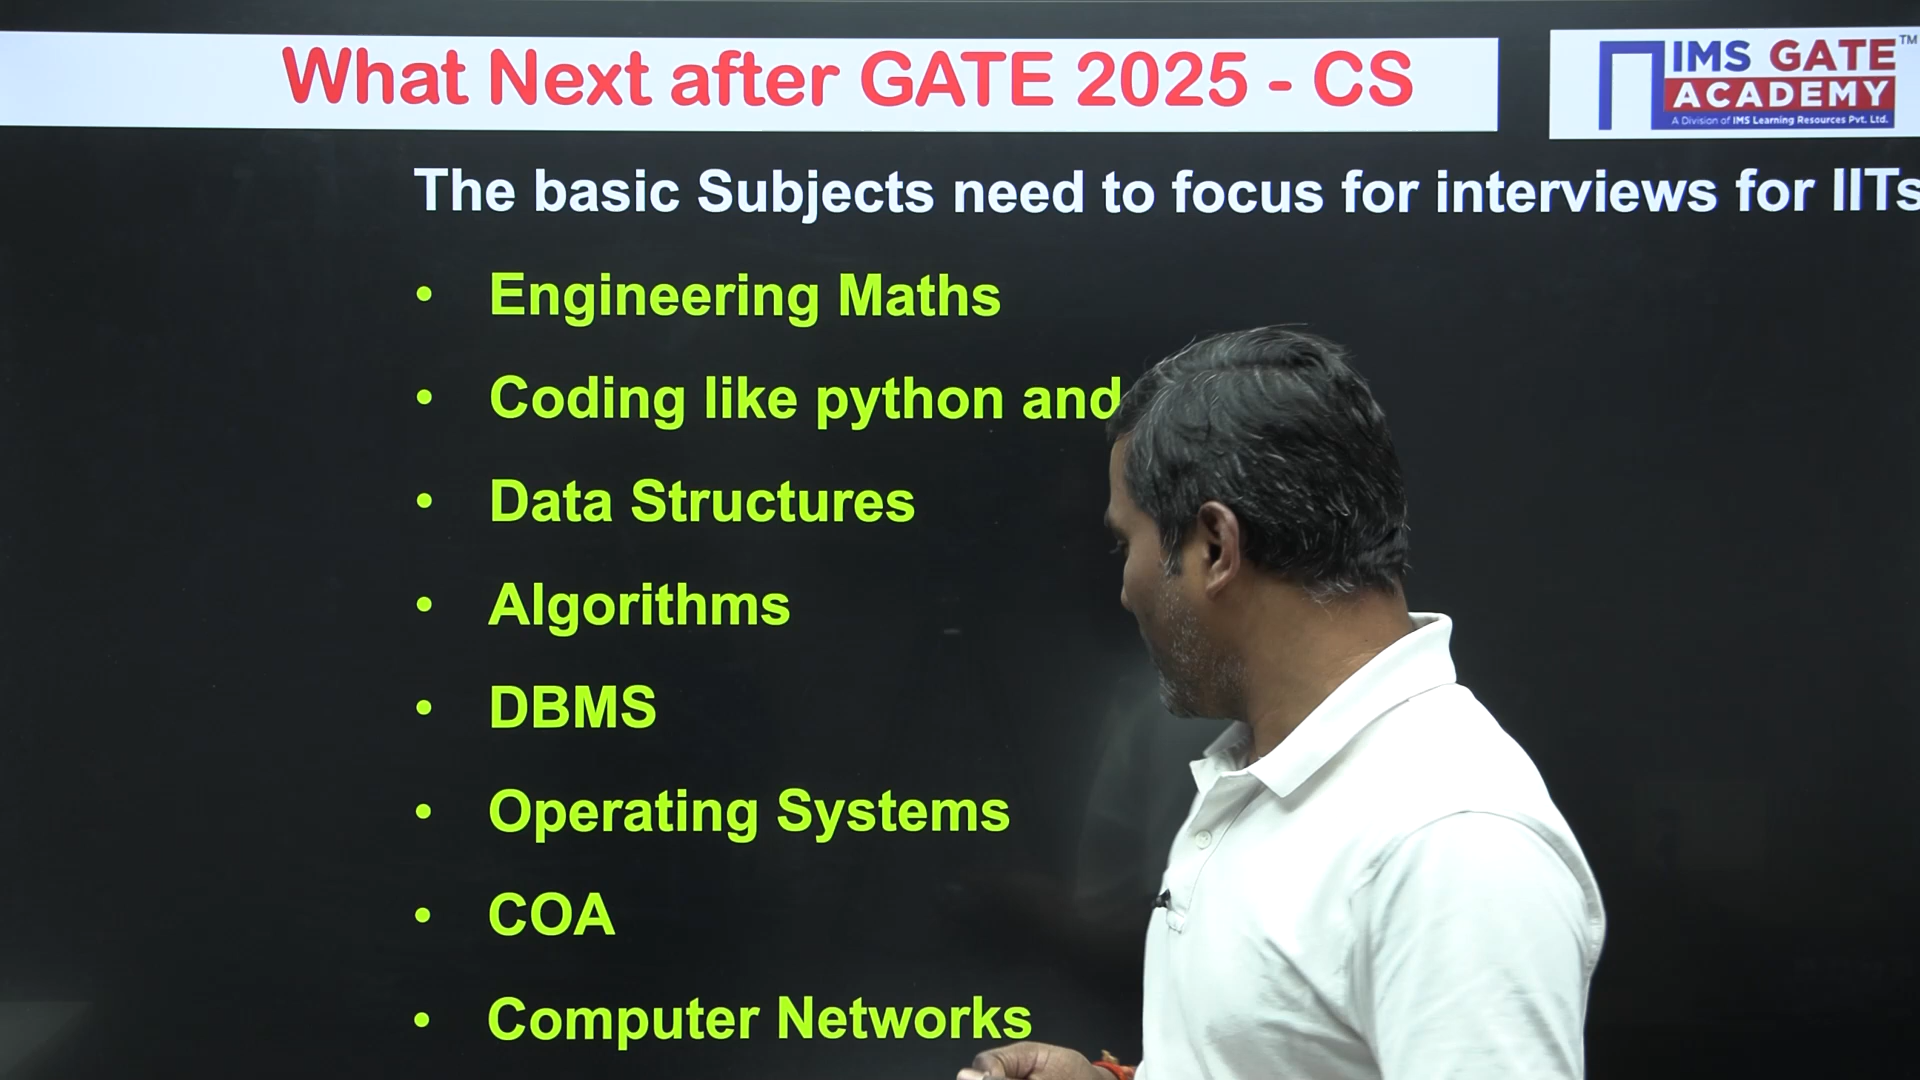 What Next after GATE 2025 - CS
IMS GATE TM
ACADEMY
A Division of IMS Learning Resources Pvt. Ltd.
The basic Subjects need to focus for interviews for IITs
• Engineering Maths
• Coding like python and
• Data Structures
• Algorithms
• DBMS
• Operating Systems
• COA
• Computer Networks